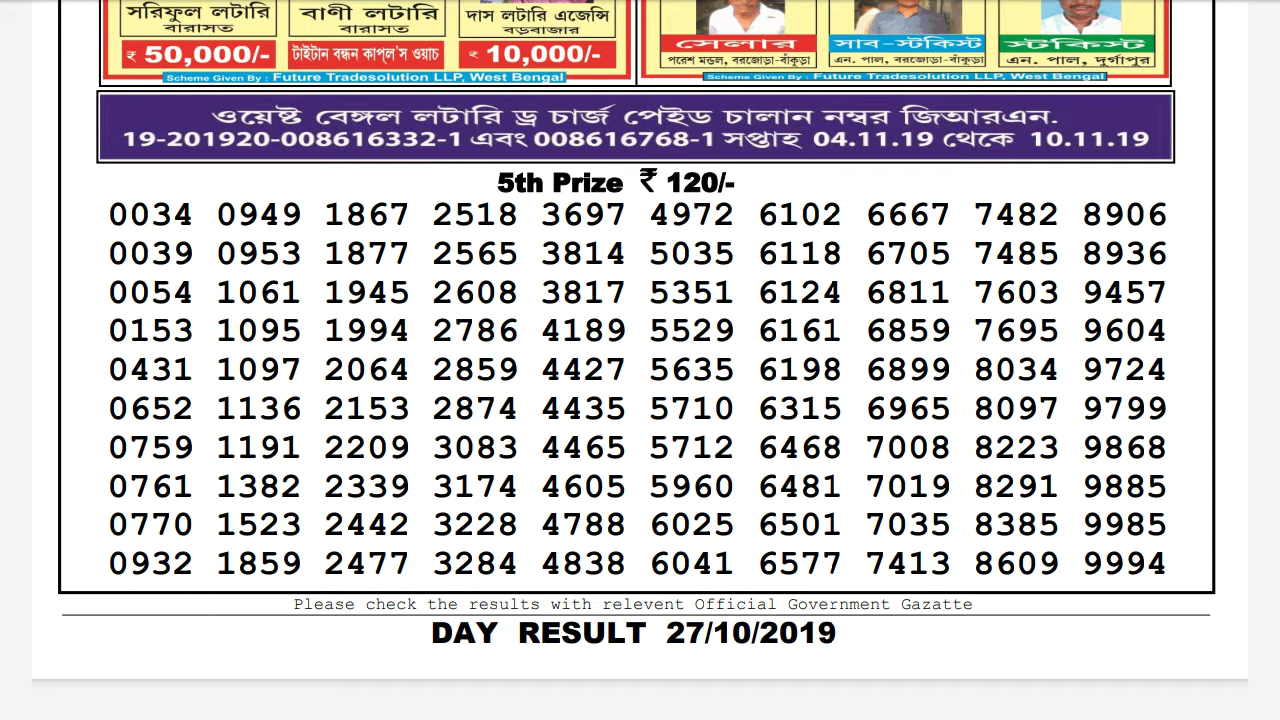 সরিফুল লটারি
বারাসত
₹ 50,000/-
বাণী লটারি
বারাসত
টাইটান বন্ধন কাপ্‌ল'স ওয়াচ
দাস লটারি এজেন্সি
বড়বাজার
₹ 10,000/-
Scheme Given By : Future Tradesolution LLP, West Bengal
সেলার
পরেশ মন্ডল, বরজোড়া-বাঁকুড়া
সাব-স্টকিস্ট
এন. পাল, বরজোড়া-বাঁকুড়া
স্টকিস্ট
এন. পাল, দুর্গাপুর
Scheme Given By : Future Tradesolution LLP, West Bengal
ওয়েষ্ট বেঙ্গল লটারি ড্র চার্জ পেইড চালান নম্বর জিআরএন.
19-201920-008616332-1 এবং 008616768-1 সপ্তাহ 04.11.19 থেকে 10.11.19
5th Prize ₹ 120/-
0034 0949 1867 2518 3697 4972 6102 6667 7482 8906
0039 0953 1877 2565 3814 5035 6118 6705 7485 8936
0054 1061 1945 2608 3817 5351 6124 6811 7603 9457
0153 1095 1994 2786 4189 5529 6161 6859 7695 9604
0431 1097 2064 2859 4427 5635 6198 6899 8034 9724
0652 1136 2153 2874 4435 5710 6315 6965 8097 9799
0759 1191 2209 3083 4465 5712 6468 7008 8223 9868
0761 1382 2339 3174 4605 5960 6481 7019 8291 9885
0770 1523 2442 3228 4788 6025 6501 7035 8385 9985
0932 1859 2477 3284 4838 6041 6577 7413 8609 9994
Please check the results with relevent Official Government Gazatte
DAY RESULT 27/10/2019